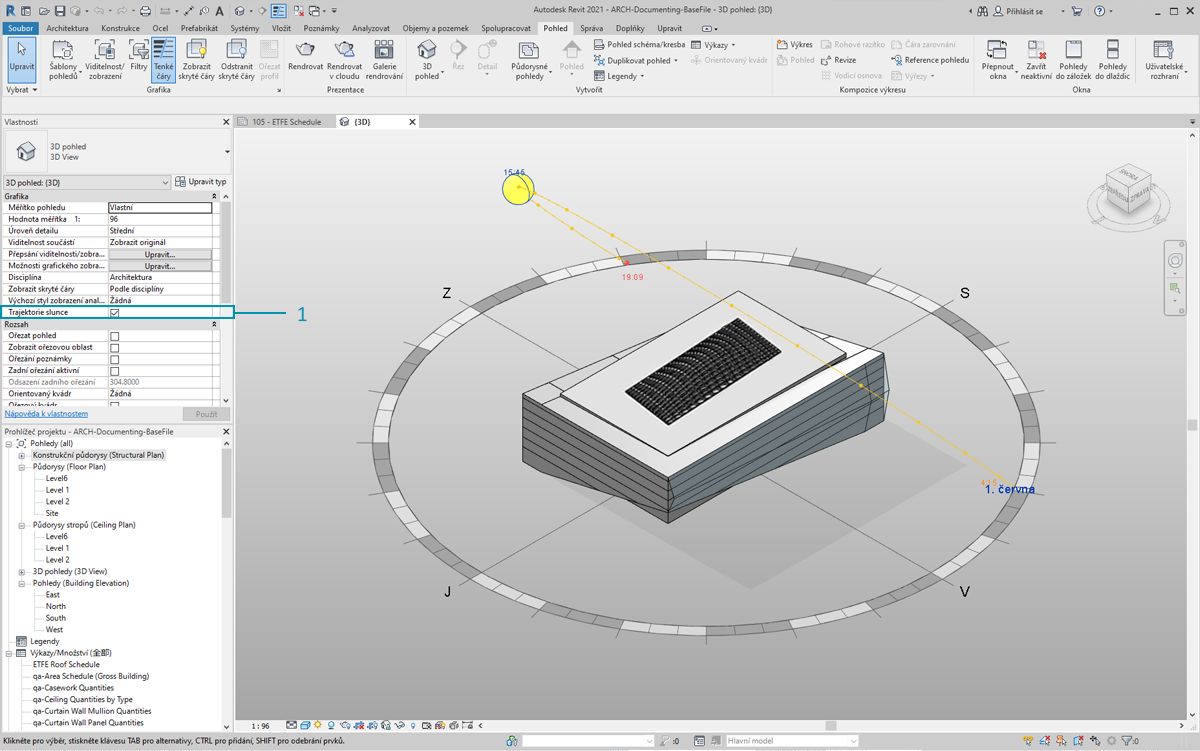 Autodesk Revit 2021 - ARCH-Documenting-BaseFile - 3D pohled: {3D}
Přihlásit se
Soubor Architektura Konstrukce Ocel Prefabrikát Systémy Vložit Poznámky Analyzovat Objemy a pozemek Spolupracovat Pohled Správa Doplňky Upravit
Upravit
Šablony pohledů
Viditelnost/ zobrazení
Filtry
Tenké čáry
Zobrazit skryté čáry
Odstranit skryté čáry
Ořezat profil
Rendrovat
Rendrovat v cloudu
Galerie rendrování
3D pohled
Řez
Detail
Půdorysné pohledy
Pohled
Pohled schéma/kresba
Duplikovat pohled
Legendy
Výkazy
Orientovaný kvádr
Výkres
Pohled
Rohové razítko
Revize
Vodicí osnova
Čára zarovnání
Reference pohledu
Výřezy
Přepnout okna
Zavřít neaktivní
Pohledy do záložek
Pohledy do dlaždic
Uživatelské rozhraní
Vybrat Grafika Prezentace Vytvořit Kompozice výkresu Okna
Vlastnosti
105 - ETFE Schedule
{3D}
3D pohled
3D View
3D pohled: {3D} Upravit typ
Grafika
Měřítko pohledu Vlastní
Hodnota měřítka 1: 96
Úroveň detailu Střední
Viditelnost součástí Zobrazit originál
Přepsání viditelnosti/zobra... Upravit...
Možnosti grafického zobra... Upravit...
Disciplína Architektura
Zobrazit skryté čáry Podle disciplíny
Výchozí styl zobrazení anal... Žádná
Trajektorie slunce
1
Rozsah
Ořezat pohled
Zobrazit ořezovou oblast
Ořezání poznámky
Zadní ořezání aktivní
Odsazení zadního ořezání 304.8000
Orientovaný kvádr Žádná
Ořezový kvádr
Nápověda k vlastnostem Použít
Prohlížeč projektu - ARCH-Documenting-BaseFile
Pohledy (all)
Konstrukční půdorysy (Structural Plan)
Půdorysy (Floor Plan)
Level6
Level 1
Level 2
Site
Půdorysy stropů (Ceiling Plan)
Level6
Level 1
Level 2
3D pohledy (3D View)
Pohledy (Building Elevation)
East
North
South
West
Legendy
Výkazy/Množství (全部)
ETFE Roof Schedule
qa-Area Schedule (Gross Building)
qa-Casework Quantities
qa-Ceiling Quantities by Type
qa-Curtain Wall Mullion Quantities
qa-Curtain Wall Panel Quantities
15:46
19:09
Z
S
4:15
1. června
J
V
1 : 96
Klikněte pro výběr, stiskněte klávesu TAB pro alternativy, CTRL pro přidání, SHIFT pro odebrání prvků.
:0
Hlavní model
:0